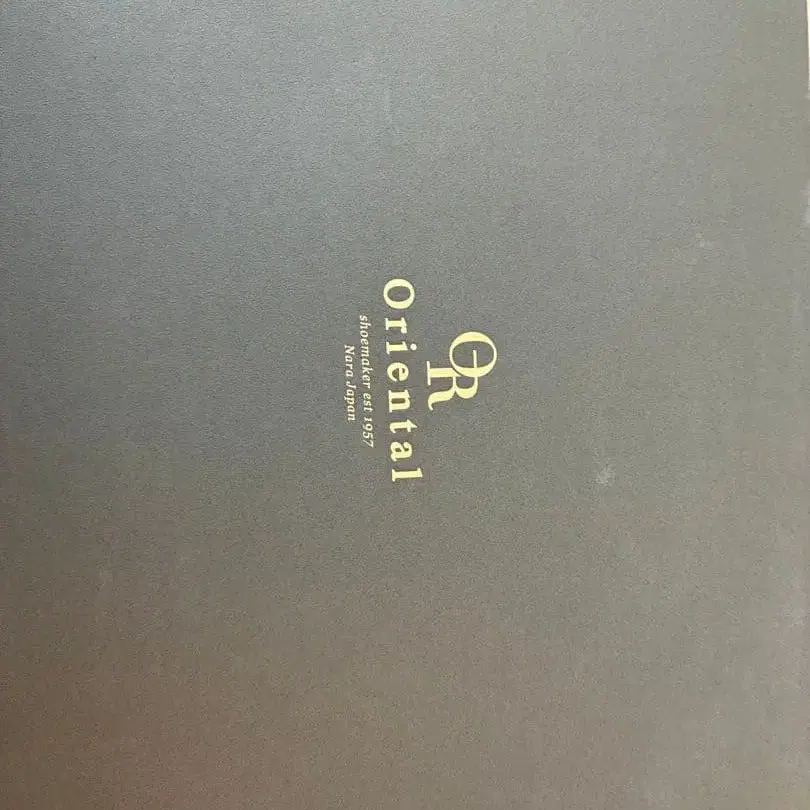 OR
Oriental
shoemaker est 1957
Nara Japan